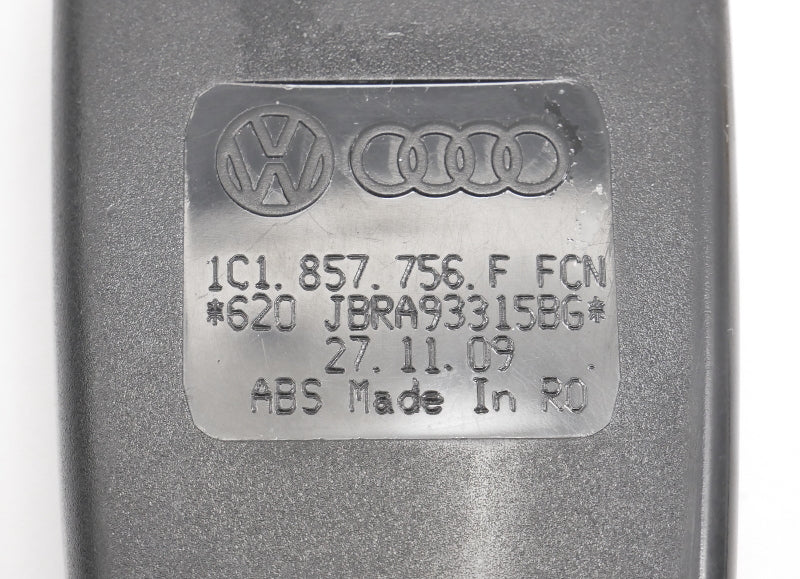 1C1.857.756.F FCN
*620 JBRA93315BG*
27.11.09
ABS Made In RO